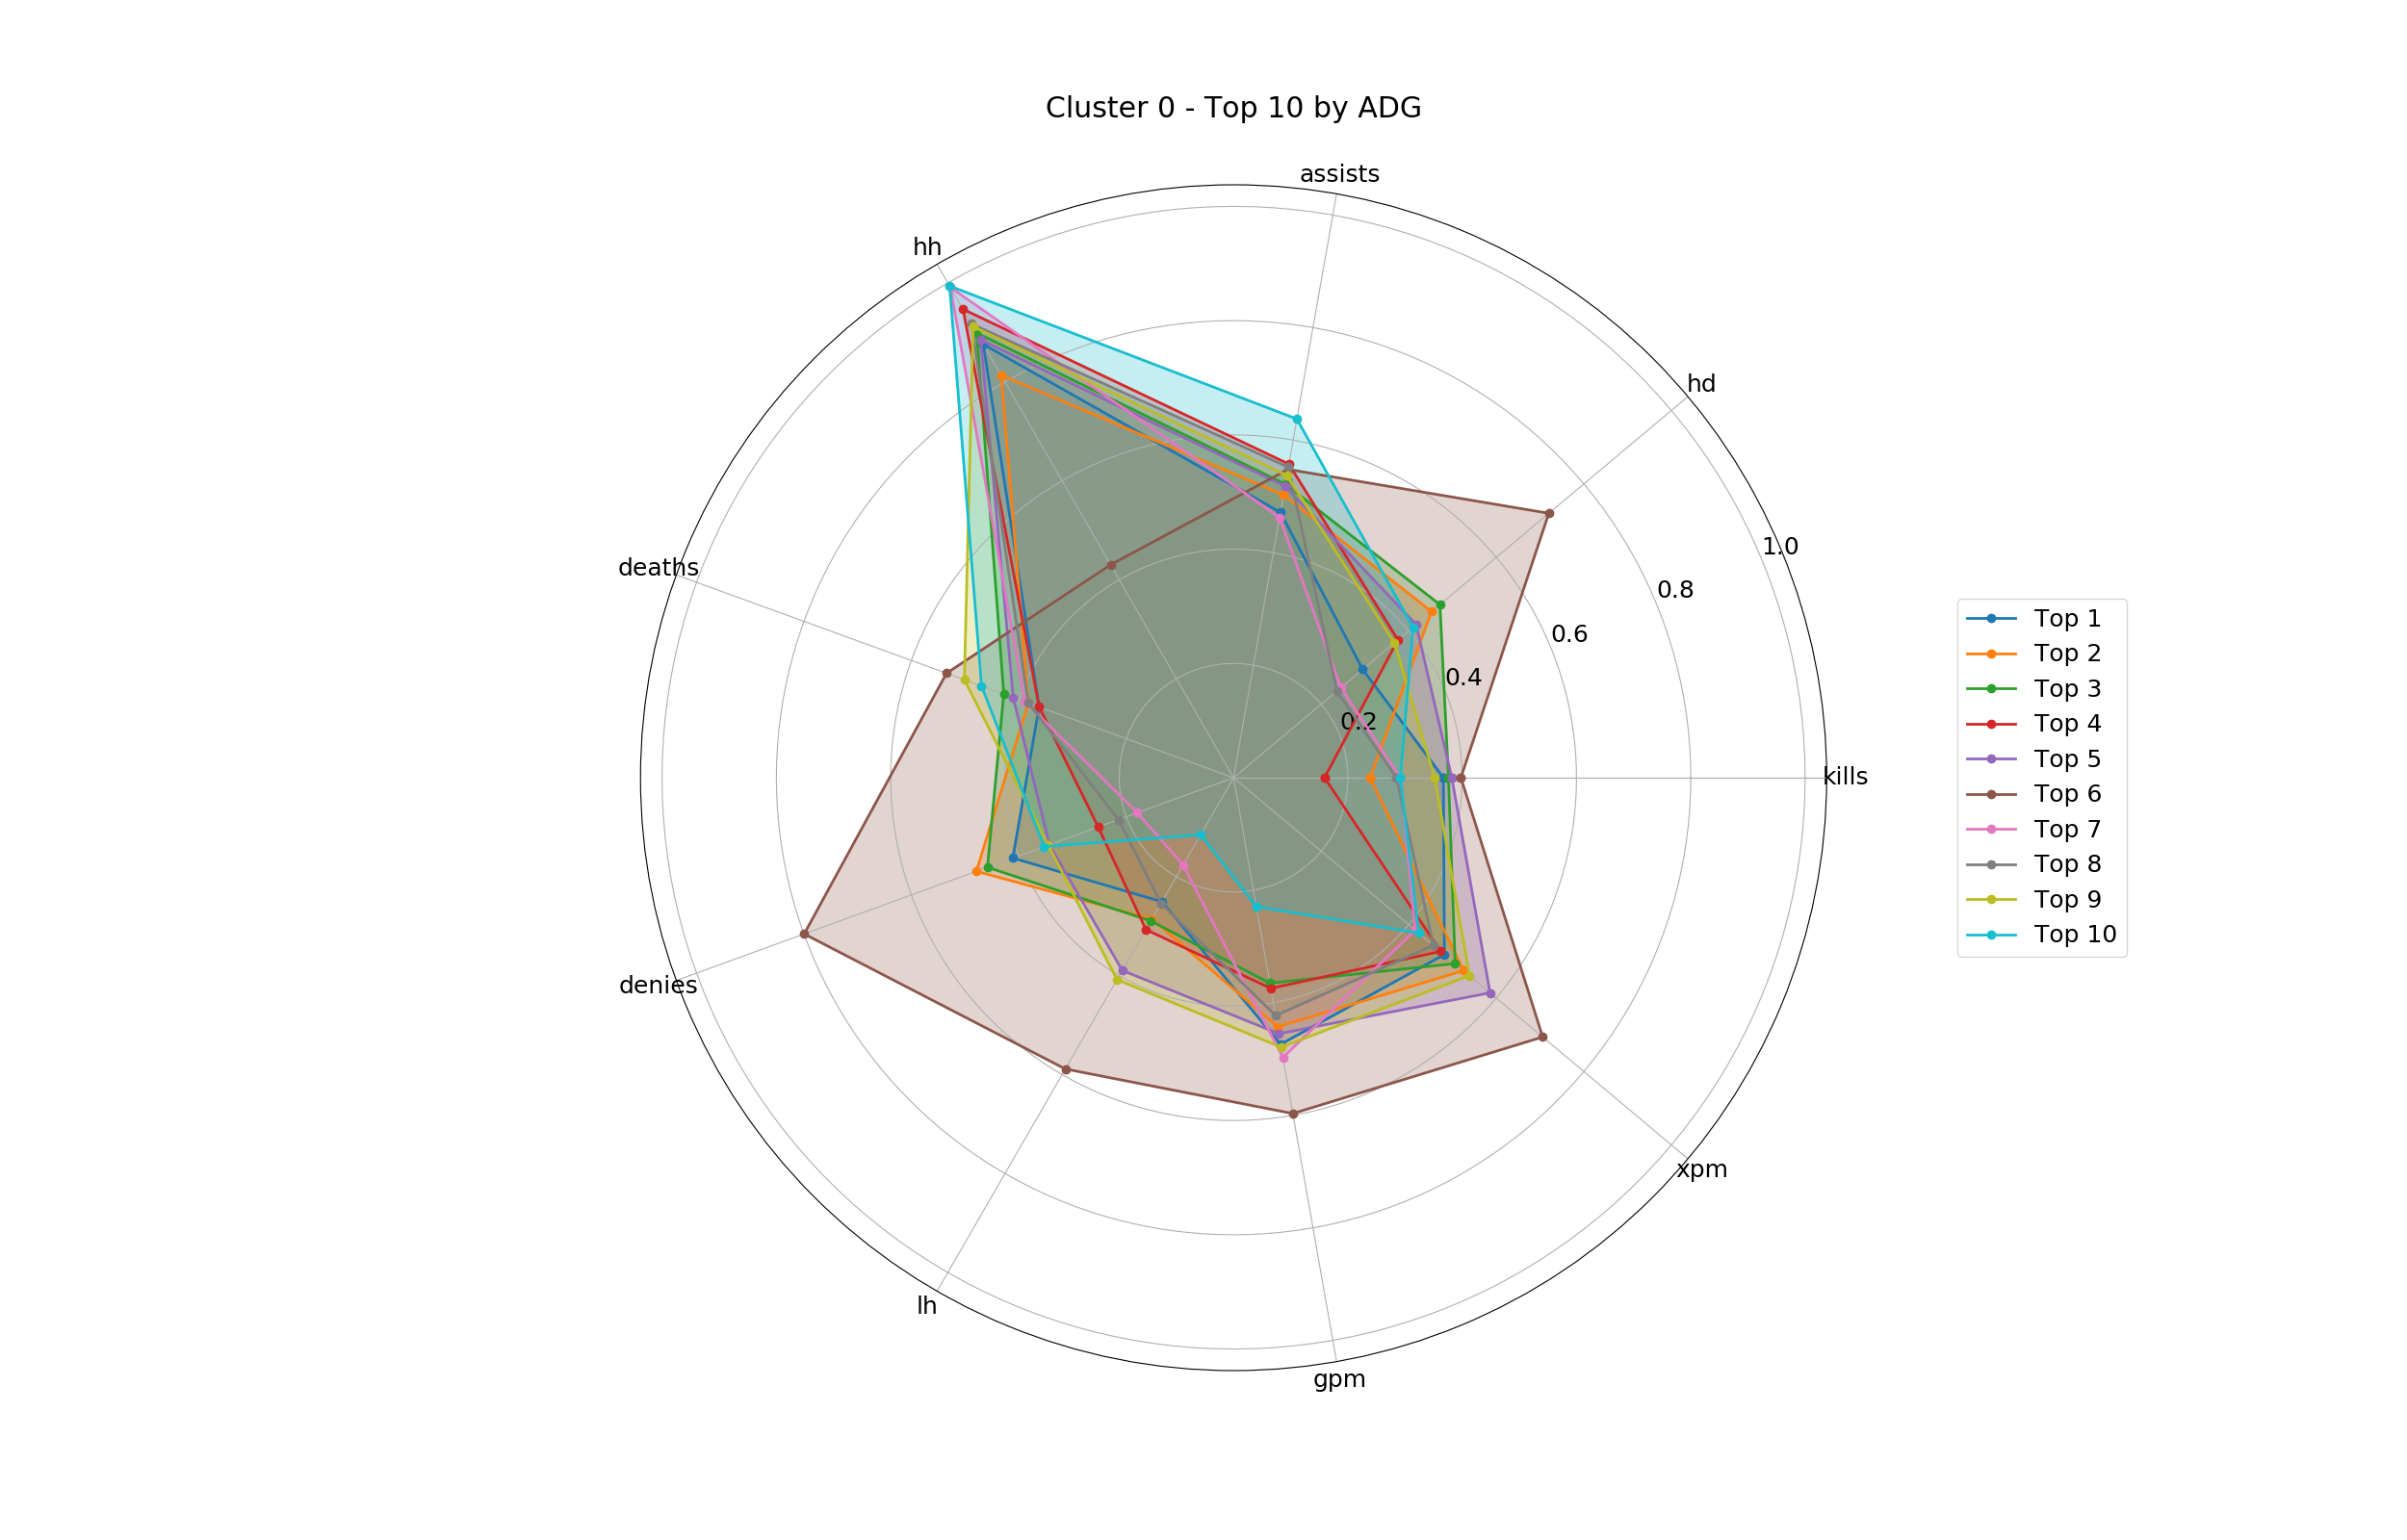 Cluster 0 - Top 10 by ADG
assists
hh
hd
1.0
deaths
0.8
0.6
0.4
0.2
kills
denies
xpm
lh
gpm
Top 1
Top 2
Top 3
Top 4
Top 5
Top 6
Top 7
Top 8
Top 9
Top 10